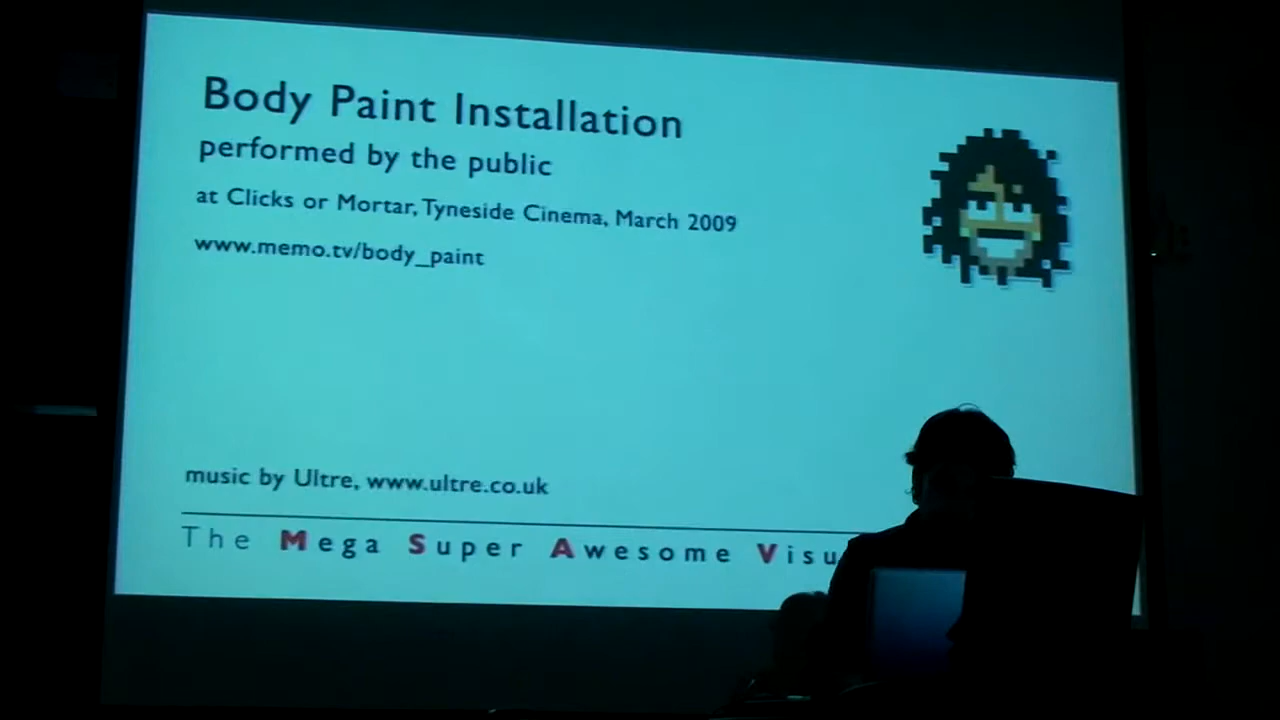 Body Paint Installation
performed by the public
at Clicks or Mortar, Tyneside Cinema, March 2009
www.memo.tv/body_paint
music by Ultre, www.ultre.co.uk
The Mega Super Awesome